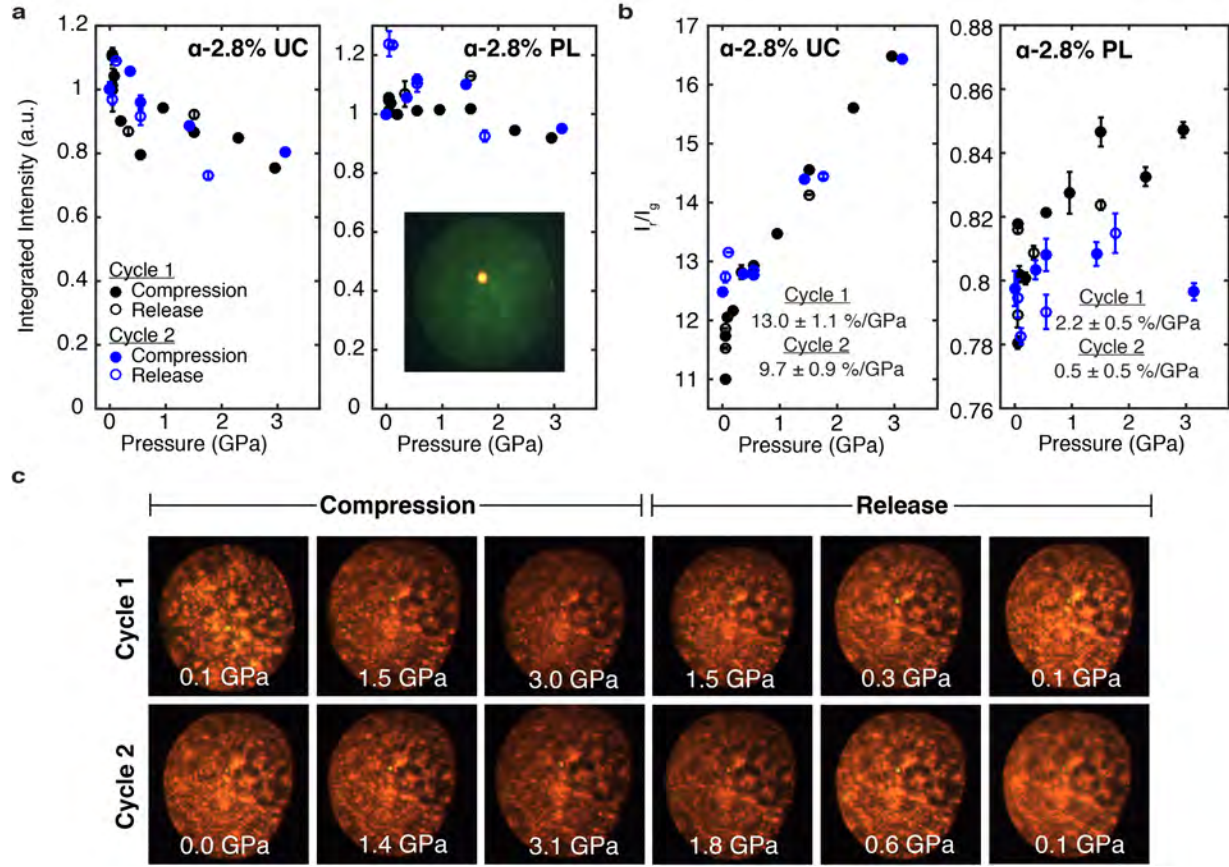 a
α-2.8% UC
Integrated Intensity (a.u.)
1.2
1
0.8
0.6
0.4
0.2
0
Cycle 1
Compression
Release
Cycle 2
Compression
Release
0 1 2 3
Pressure (GPa)
α-2.8% PL
1.2
1
0.8
0.6
0.4
0.2
0
0 1 2 3
Pressure (GPa)
b
α-2.8% UC
Ir/Ig
17
16
15
14
13
12
11
Cycle 1
13.0 ± 1.1 %/GPa
Cycle 2
9.7 ± 0.9 %/GPa
0 1 2 3
Pressure (GPa)
α-2.8% PL
0.88
0.86
0.84
0.82
0.8
0.78
0.76
Cycle 1
2.2 ± 0.5 %/GPa
Cycle 2
0.5 ± 0.5 %/GPa
0 1 2 3
Pressure (GPa)
c
Compression Release
Cycle 1
0.1 GPa 1.5 GPa 3.0 GPa 1.5 GPa 0.3 GPa 0.1 GPa
Cycle 2
0.0 GPa 1.4 GPa 3.1 GPa 1.8 GPa 0.6 GPa 0.1 GPa